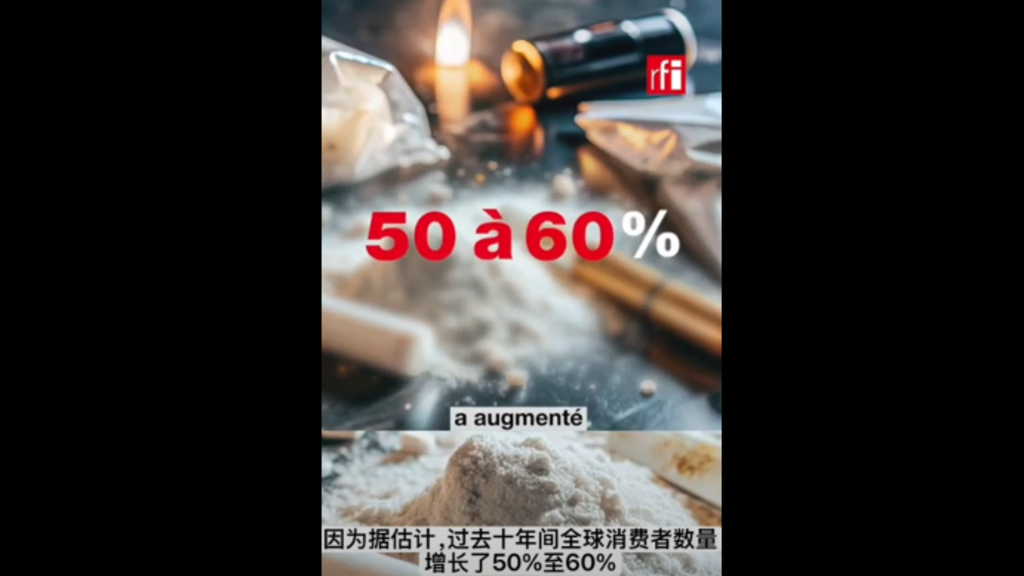 rfi
50 à 60%
a augmenté
因为据估计,过去十年间全球消费者数量
增长了50%至60%